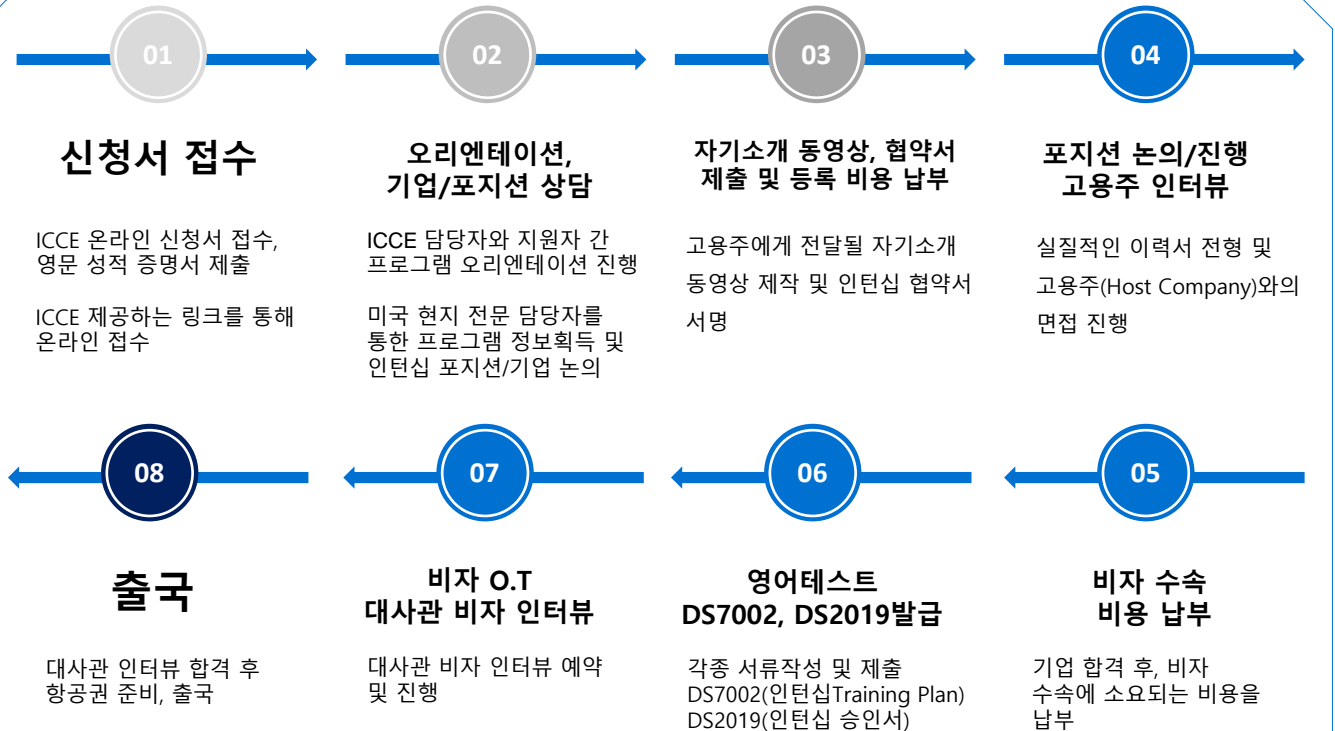 01
신청서 접수
ICCE 온라인 신청서 접수,
영문 성적 증명서 제출
ICCE 제공하는 링크를 통해
온라인 접수
02
오리엔테이션,
기업/포지션 상담
ICCE 담당자와 지원자 간
프로그램 오리엔테이션 진행
미국 현지 전문 담당자를
통한 프로그램 정보획득 및
인턴십 포지션/기업 논의
03
자기소개 동영상, 협약서
제출 및 등록 비용 납부
고용주에게 전달될 자기소개
동영상 제작 및 인턴십 협약서
서명
04
포지션 논의/진행
고용주 인터뷰
실질적인 이력서 전형 및
고용주(Host Company)와의
면접 진행
05
비자 수속
비용 납부
기업 합격 후, 비자
수속에 소요되는 비용을
납부
06
영어테스트
DS7002, DS2019발급
각종 서류작성 및 제출
DS7002(인턴십Training Plan)
DS2019(인턴십 승인서)
07
비자 O.T
대사관 비자 인터뷰
대사관 비자 인터뷰 예약
및 진행
08
출국
대사관 인터뷰 합격 후
항공권 준비, 출국